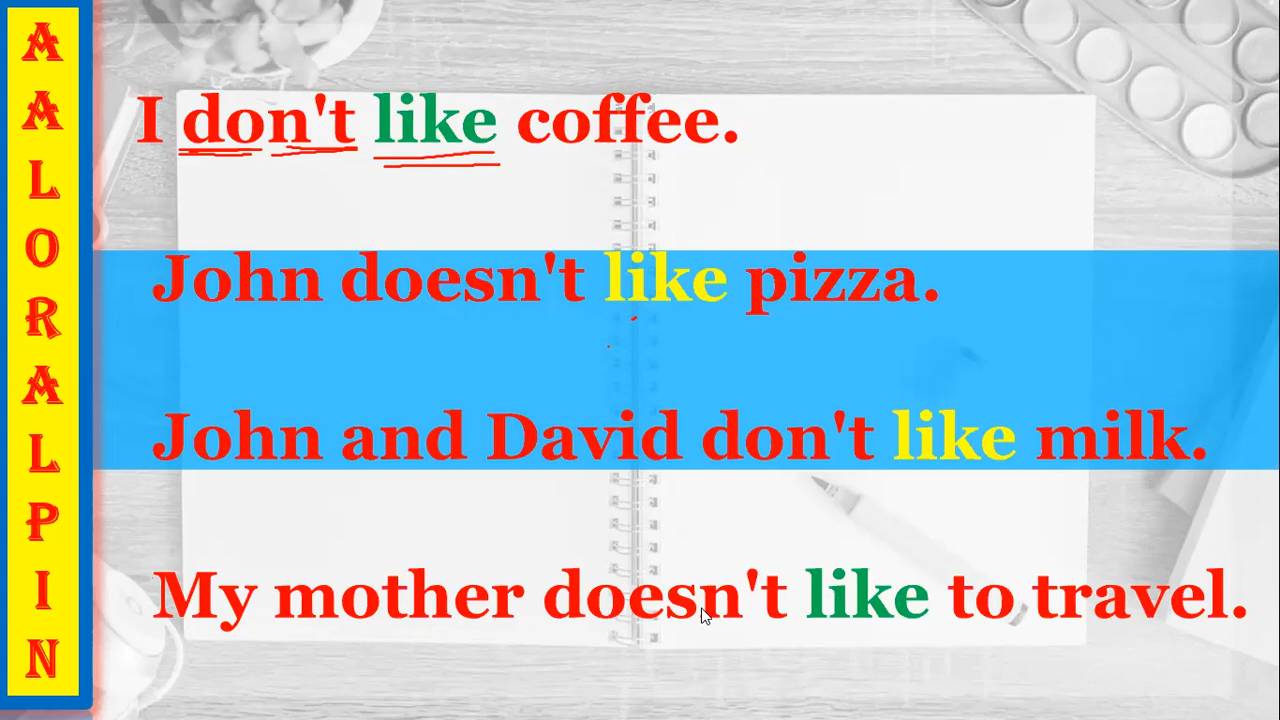 AALORALPIN
I don't like coffee.
John doesn't like pizza.
John and David don't like milk.
My mother doesn't like to travel.